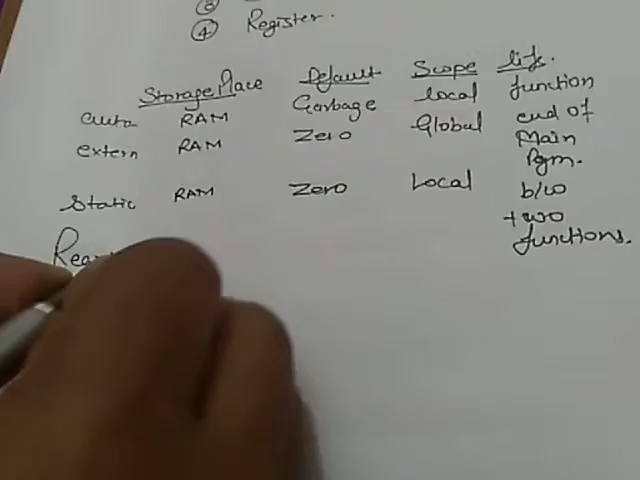 ④ Register.
Storage Place Default Scope life.
auto RAM Garbage local function
extern RAM Zero Global end of
Main
Pgm.
Static RAM Zero Local b/w
two
functions.